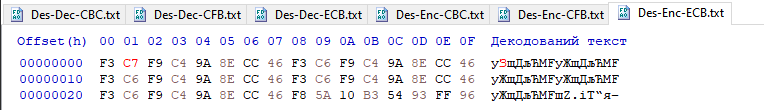 Des-Dec-CBC.txt Des-Dec-CFB.txt Des-Dec-ECB.txt Des-Enc-CBC.txt Des-Enc-CFB.txt Des-Enc-ECB.txt
Offset(h) 00 01 02 03 04 05 06 07 08 09 0A 0B 0C 0D 0E 0F Декодований текст
00000000 F3 C7 F9 C4 9A 8E CC 46 F3 C6 F9 C4 9A 8E CC 46 уЗщДљЋМFуЖщДљЋМF
00000010 F3 C6 F9 C4 9A 8E CC 46 F3 C6 F9 C4 9A 8E CC 46 уЖщДљЋМFуЖщДљЋМF
00000020 F3 C6 F9 C4 9A 8E CC 46 F8 5A 10 B3 54 93 FF 96 уЖщДљЋМFшZ.іT“я–